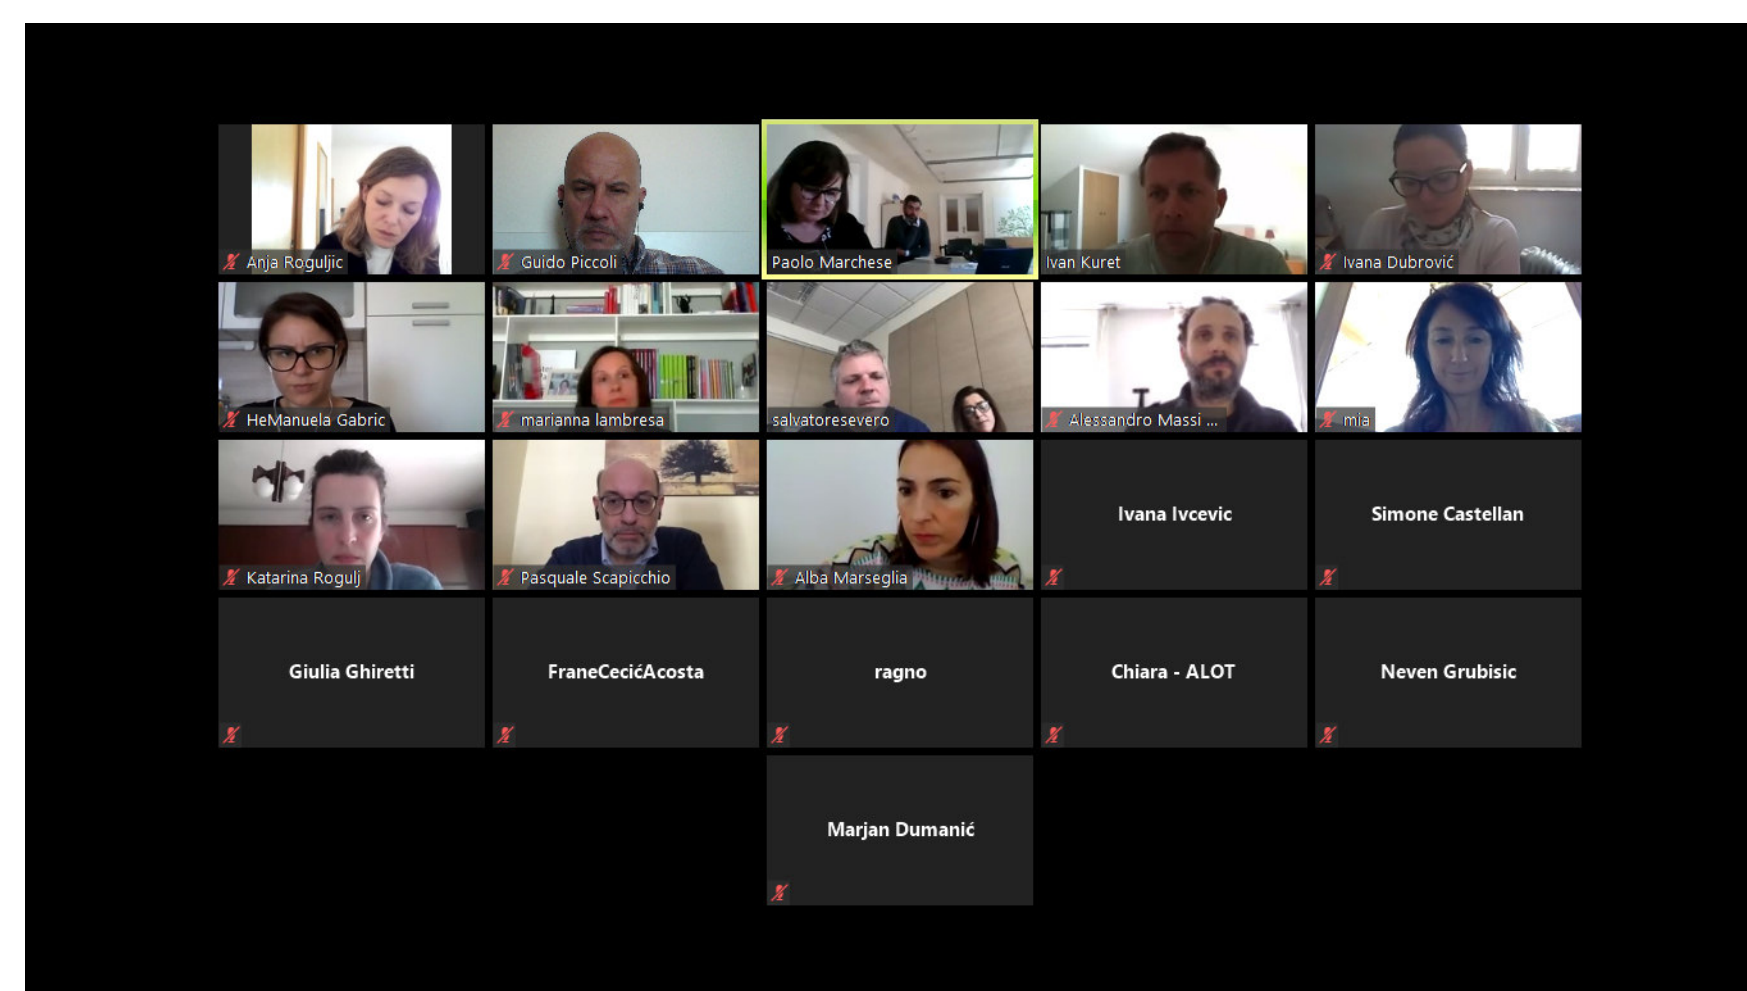 Anja Roguljic
Guido Piccoli
Paolo Marchese
Ivan Kuret
Ivana Dubrović
HeManuela Gabric
marianna lambresa
salvatoresevero
Alessandro Massi ...
mia
Katarina Rogulj
Pasquale Scapicchio
Alba Marseglia
Ivana Ivcevic
Simone Castellan
Giulia Ghiretti
FraneCecićAcosta
ragno
Chiara - ALOT
Neven Grubisic
Marjan Dumanić